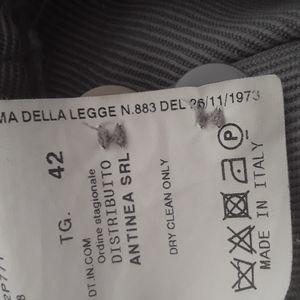 MA DELLA LEGGE N.883 DEL 26/11/1973
TG. 42
DT.IN.COM
Ordine stagionale
DISTRIBUITO
ANTINEA SRL
DRY CLEAN ONLY
P
MADE IN ITALY